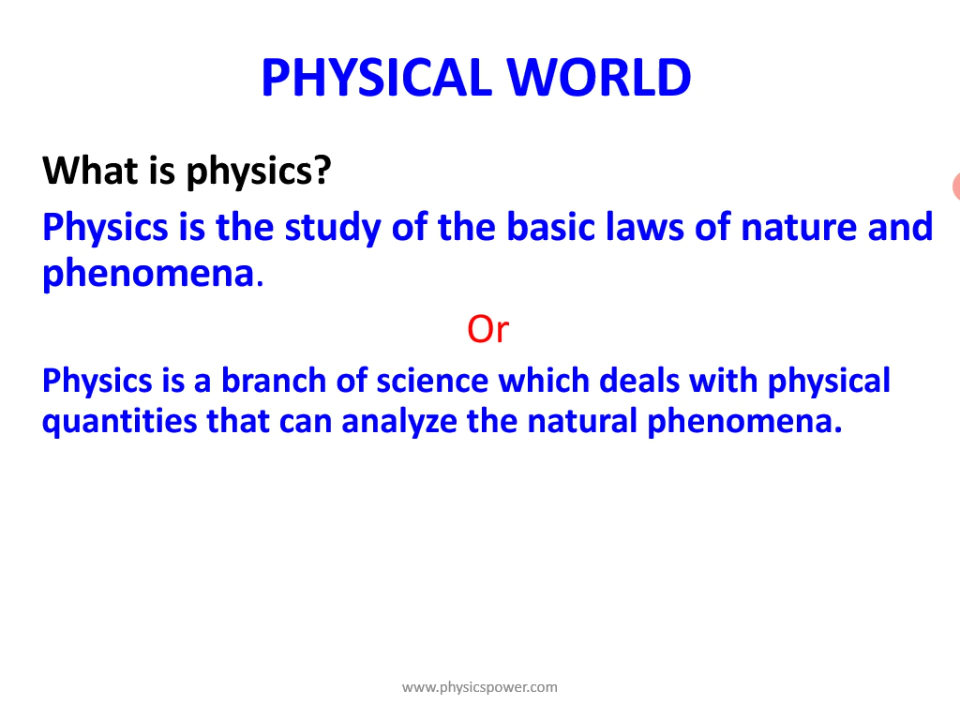 PHYSICAL WORLD
What is physics?
Physics is the study of the basic laws of nature and
phenomena.
Or
Physics is a branch of science which deals with physical
quantities that can analyze the natural phenomena.
www.physicspower.com